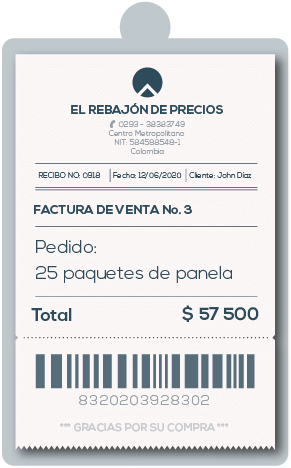 EL REBAJÓN DE PRECIOS
0293 - 38383749
Centro Metropolitano
NIT: 584598548-1
Colombia
RECIBO NO: 0918 Fecha: 12/06/2020 Cliente: John Díaz
FACTURA DE VENTA No. 3
Pedido:
25 paquetes de panela
Total $ 57 500
8320203928302
*** GRACIAS POR SU COMPRA ***